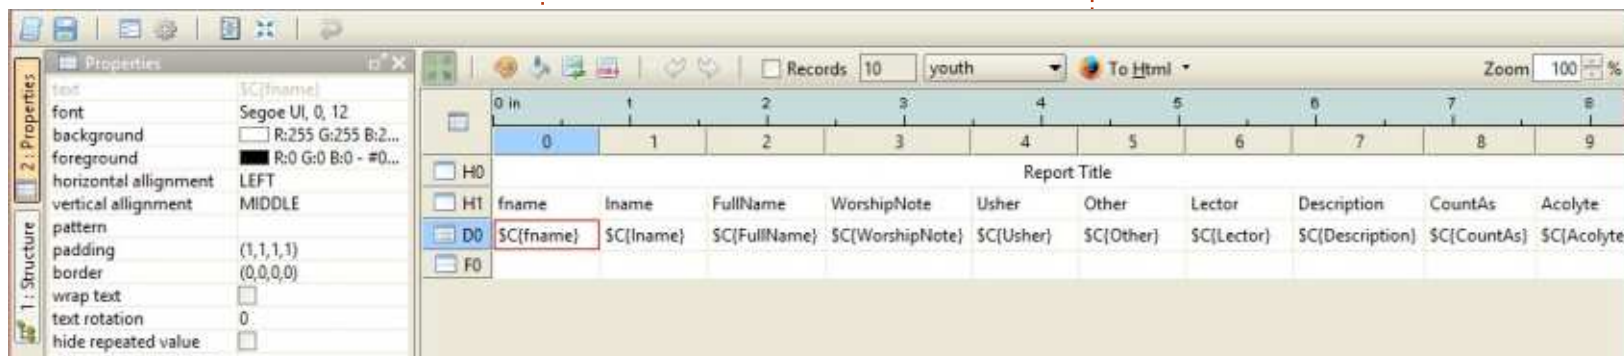 Properties
Records 10 youth To Html Zoom 100 %
2 : Properties
1 : Structure
text $C{fname}
font Segoe UI, 0, 12
background R:255 G:255 B:2...
foreground R:0 G:0 B:0 - #0...
horizontal allignment LEFT
vertical allignment MIDDLE
pattern
padding (1,1,1,1)
border (0,0,0,0)
wrap text
text rotation 0
hide repeated value
0 in 1 2 3 4 5 6 7 8
0 1 2 3 4 5 6 7 8 9
H0 Report Title
H1 fname lname FullName WorshipNote Usher Other Lector Description CountAs Acolyte
D0 $C{fname} $C{lname} $C{FullName} $C{WorshipNote} $C{Usher} $C{Other} $C{Lector} $C{Description} $C{CountAs} $C{Acolyte
F0